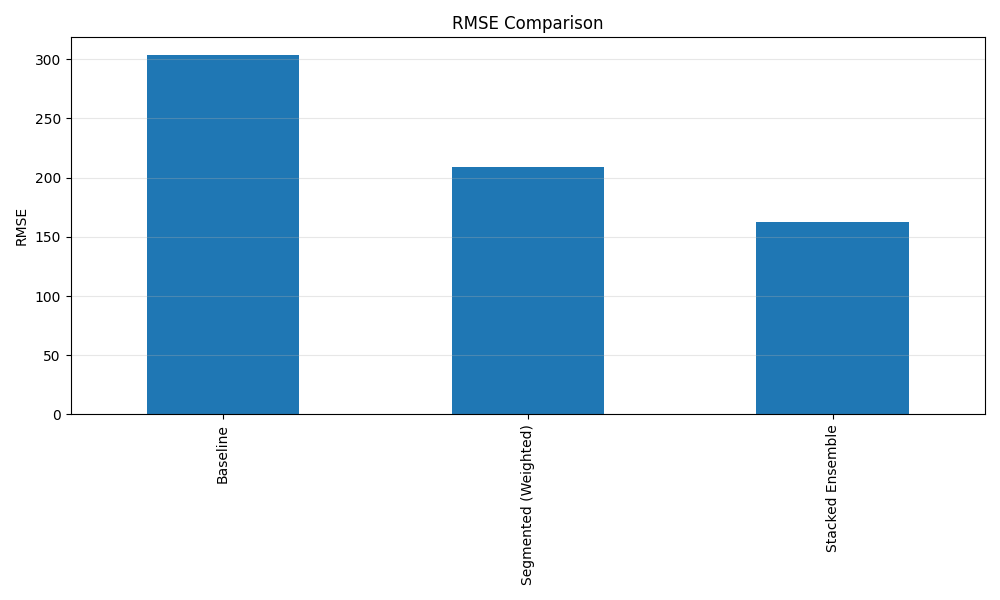 RMSE Comparison
300
250
200
150
100
50
0
RMSE
Baseline
Segmented (Weighted)
Stacked Ensemble